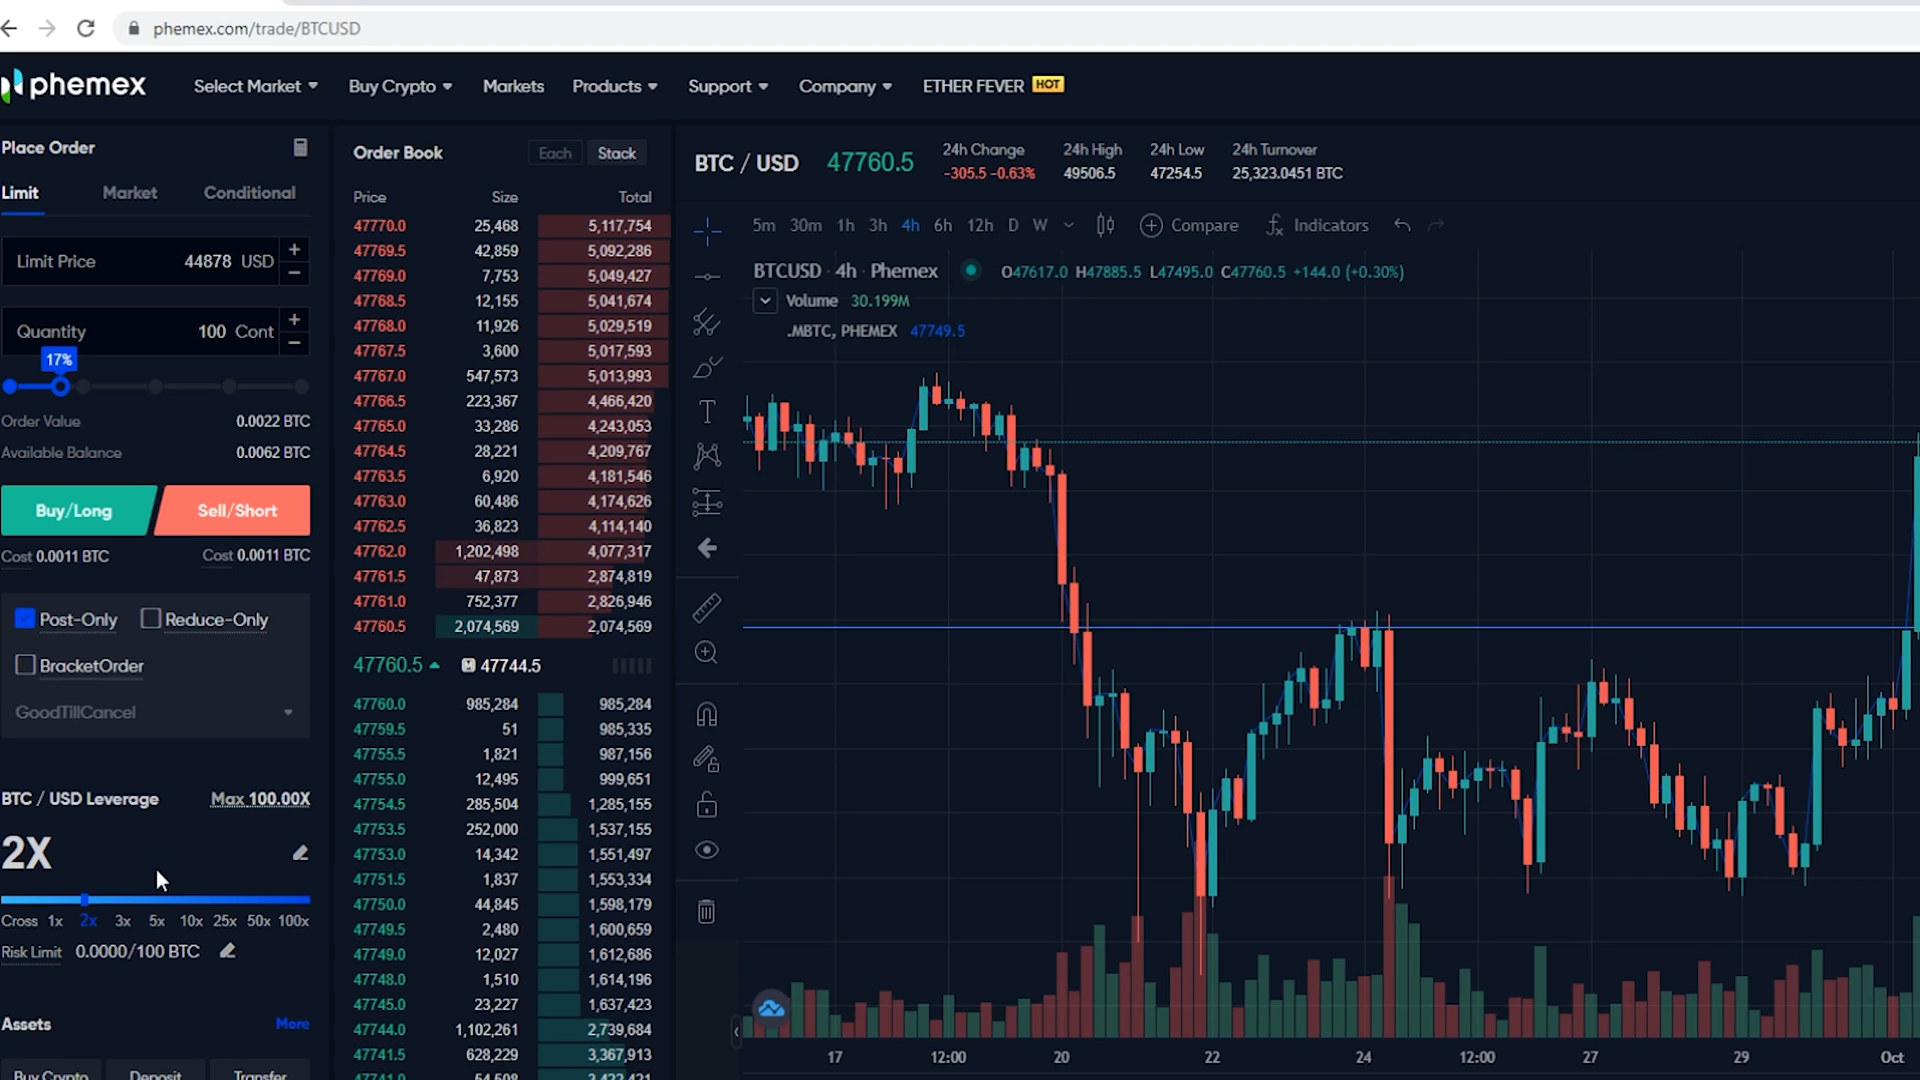 phemex.com/trade/BTCUSD
phemex
Select Market
Buy Crypto
Markets
Products
Support
Company
ETHER FEVER HOT
Place Order
Limit
Market
Conditional
Limit Price 44878 USD
+
−
Quantity 100 Cont
+
−
17%
Order Value 0.0022 BTC
Available Balance 0.0062 BTC
Buy/Long
Sell/Short
Cost 0.0011 BTC
Cost 0.0011 BTC
Post-Only
Reduce-Only
BracketOrder
GoodTillCancel
BTC / USD Leverage
Max 100.00X
2X
Cross 1x 2x 3x 5x 10x 25x 50x 100x
Risk Limit 0.0000/100 BTC
Assets
More
Buy Crypto
Deposit
Transfer
Order Book
Each
Stack
Price Size Total
47770.0 25,468 5,117,754
47769.5 42,859 5,092,286
47769.0 7,753 5,049,427
47768.5 12,155 5,041,674
47768.0 11,926 5,029,519
47767.5 3,600 5,017,593
47767.0 547,573 5,013,993
47766.5 223,367 4,466,420
47765.0 33,286 4,243,053
47764.5 28,221 4,209,767
47763.5 6,920 4,181,546
47763.0 60,486 4,174,626
47762.5 36,823 4,114,140
47762.0 1,202,498 4,077,317
47761.5 47,873 2,874,819
47761.0 752,377 2,826,946
47760.5 2,074,569 2,074,569
47760.5 M 47744.5
47760.0 985,284 985,284
47759.5 51 985,335
47755.5 1,821 987,156
47755.0 12,495 999,651
47754.5 285,504 1,285,155
47753.5 252,000 1,537,155
47753.0 14,342 1,551,497
47751.5 1,837 1,553,334
47750.0 44,845 1,598,179
47749.5 2,480 1,600,659
47749.0 12,027 1,612,686
47748.0 1,510 1,614,196
47745.0 23,227 1,637,423
47744.0 1,102,261 2,739,684
47741.5 628,229 3,367,913
47741.0 54,508 3,422,421
BTC / USD 47760.5
24h Change
-305.5 -0.63%
24h High
49506.5
24h Low
47254.5
24h Turnover
25,323.0451 BTC
5m 30m 1h 3h 4h 6h 12h D W
Compare
Indicators
BTCUSD · 4h · Phemex
O47617.0 H47885.5 L47495.0 C47760.5 +144.0 (+0.30%)
Volume 30.199M
.MBTC, PHEMEX 47749.5
17 12:00 20 22 24 12:00 27 29 Oct